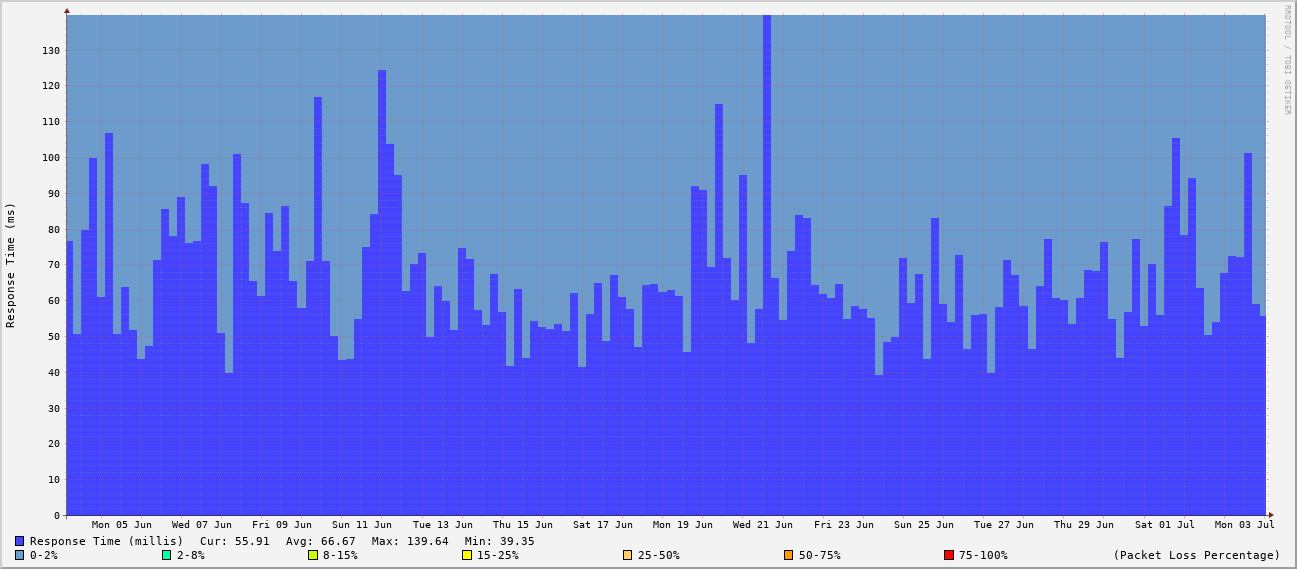 RRDTOOL / TOBI OETIKER
Response Time (ms)
130
120
110
100
90
80
70
60
50
40
30
20
10
0
Mon 05 Jun Wed 07 Jun Fri 09 Jun Sun 11 Jun Tue 13 Jun Thu 15 Jun Sat 17 Jun Mon 19 Jun Wed 21 Jun Fri 23 Jun Sun 25 Jun Tue 27 Jun Thu 29 Jun Sat 01 Jul Mon 03 Jul
Response Time (millis) Cur: 55.91 Avg: 66.67 Max: 139.64 Min: 39.35
0-2% 2-8% 8-15% 15-25% 25-50% 50-75% 75-100% (Packet Loss Percentage)